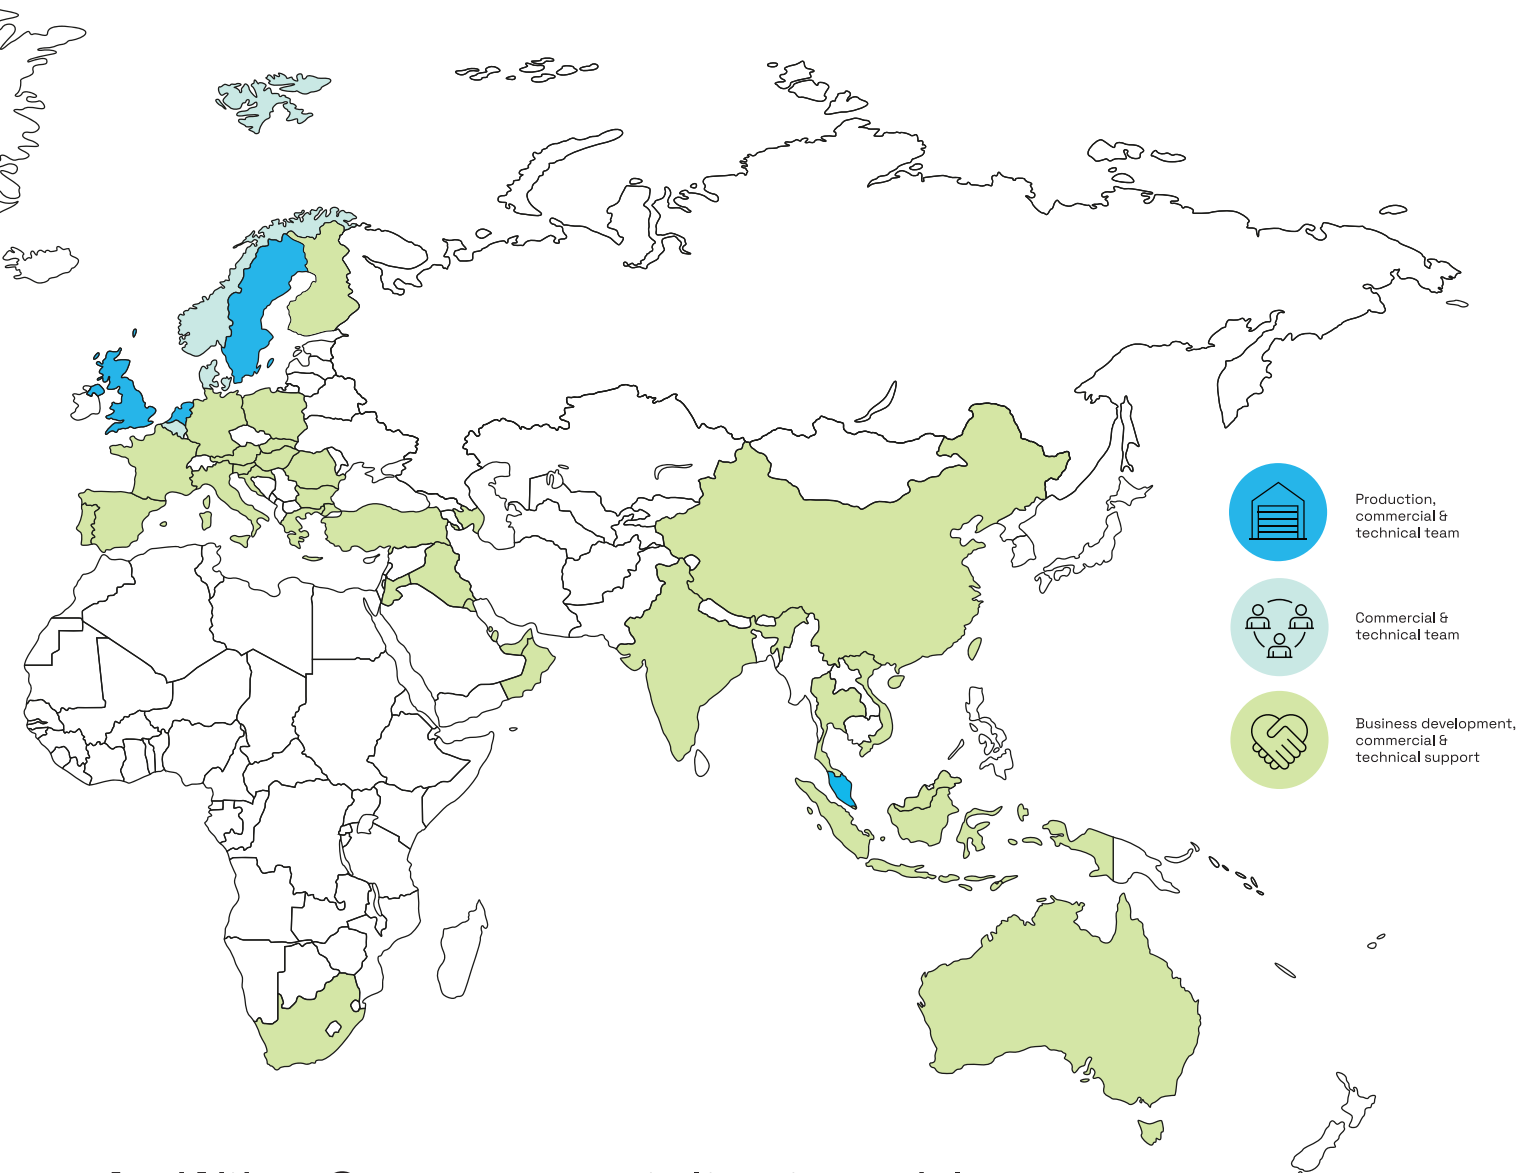 Production,
commercial &
technical team
Commercial &
technical team
Business development,
commercial &
technical support